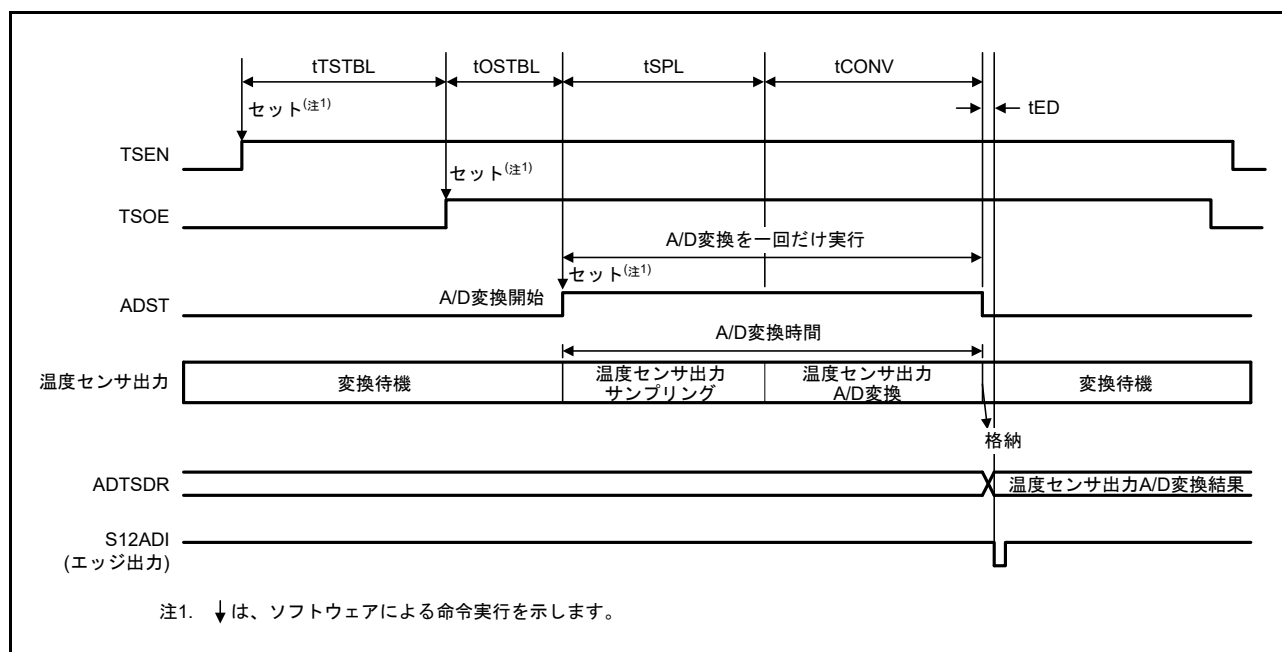 tTSTBL
tOSTBL
tSPL
tCONV
tED
セット(注1)
TSEN
セット(注1)
TSOE
A/D変換を一回だけ実行
セット(注1)
A/D変換開始
ADST
A/D変換時間
温度センサ出力
変換待機
温度センサ出力
サンプリング
温度センサ出力
A/D変換
変換待機
格納
ADTSDR
温度センサ出力A/D変換結果
S12ADI
(エッジ出力)
注1. ↓は、ソフトウェアによる命令実行を示します。